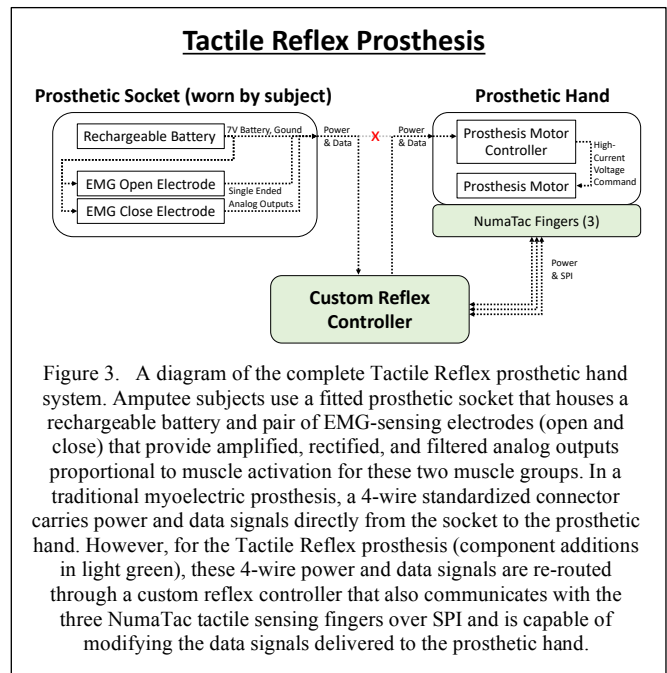 Tactile Reflex Prosthesis
Prosthetic Socket (worn by subject)
Prosthetic Hand
Rechargeable Battery
7V Battery, Gound
Power
& Data
X
Power
& Data
EMG Open Electrode
Single Ended
Analog Outputs
EMG Close Electrode
Prosthesis Motor
Controller
High-
Current
Voltage
Command
Prosthesis Motor
NumaTac Fingers (3)
Power
& SPI
Custom Reflex
Controller
Figure 3. A diagram of the complete Tactile Reflex prosthetic hand
system. Amputee subjects use a fitted prosthetic socket that houses a
rechargeable battery and pair of EMG-sensing electrodes (open and
close) that provide amplified, rectified, and filtered analog outputs
proportional to muscle activation for these two muscle groups. In a
traditional myoelectric prosthesis, a 4-wire standardized connector
carries power and data signals directly from the socket to the prosthetic
hand. However, for the Tactile Reflex prosthesis (component additions
in light green), these 4-wire power and data signals are re-routed
through a custom reflex controller that also communicates with the
three NumaTac tactile sensing fingers over SPI and is capable of
modifying the data signals delivered to the prosthetic hand.